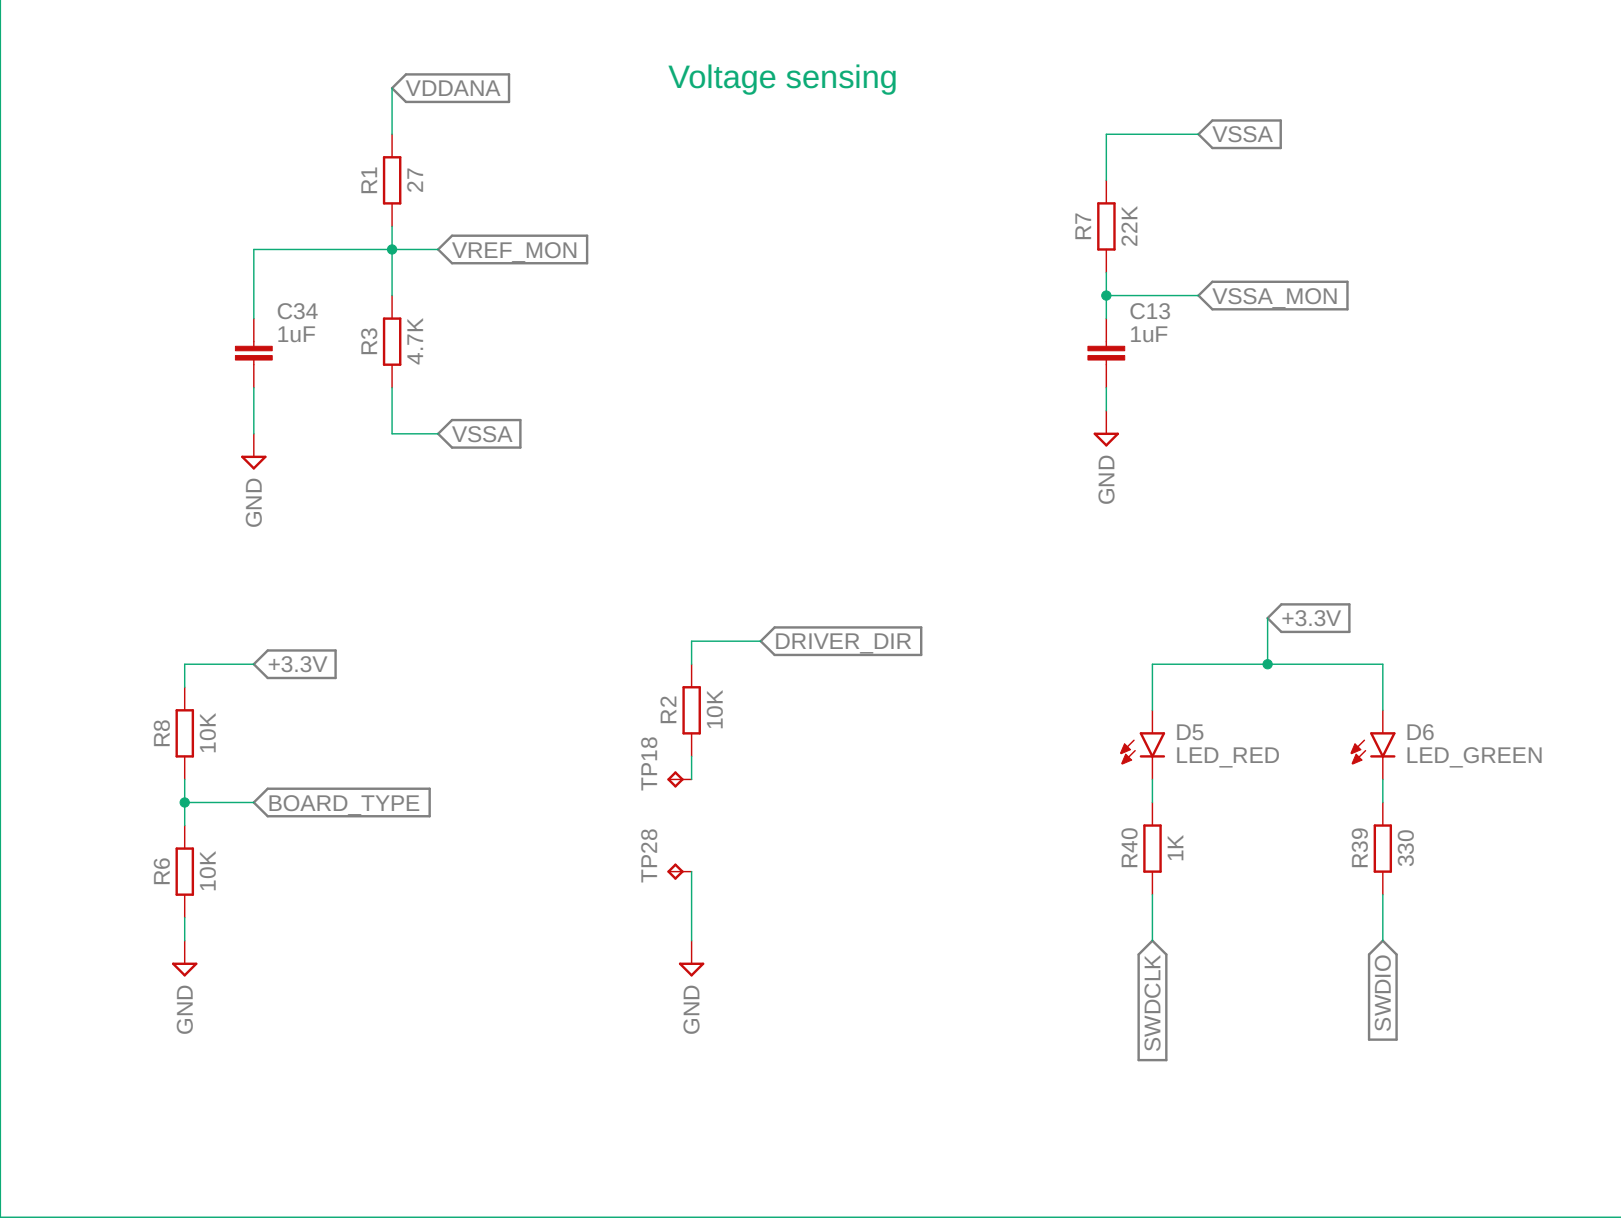 Voltage sensing
VDDANA
R1
27
VREF_MON
C34
1uF
R3
4.7K
VSSA
GND
VSSA
R7
22K
VSSA_MON
C13
1uF
GND
+3.3V
R8
10K
BOARD_TYPE
R6
10K
GND
DRIVER_DIR
R2
10K
TP18
TP28
GND
+3.3V
D5
LED_RED
D6
LED_GREEN
R40
1K
R39
330
SWDCLK
SWDIO